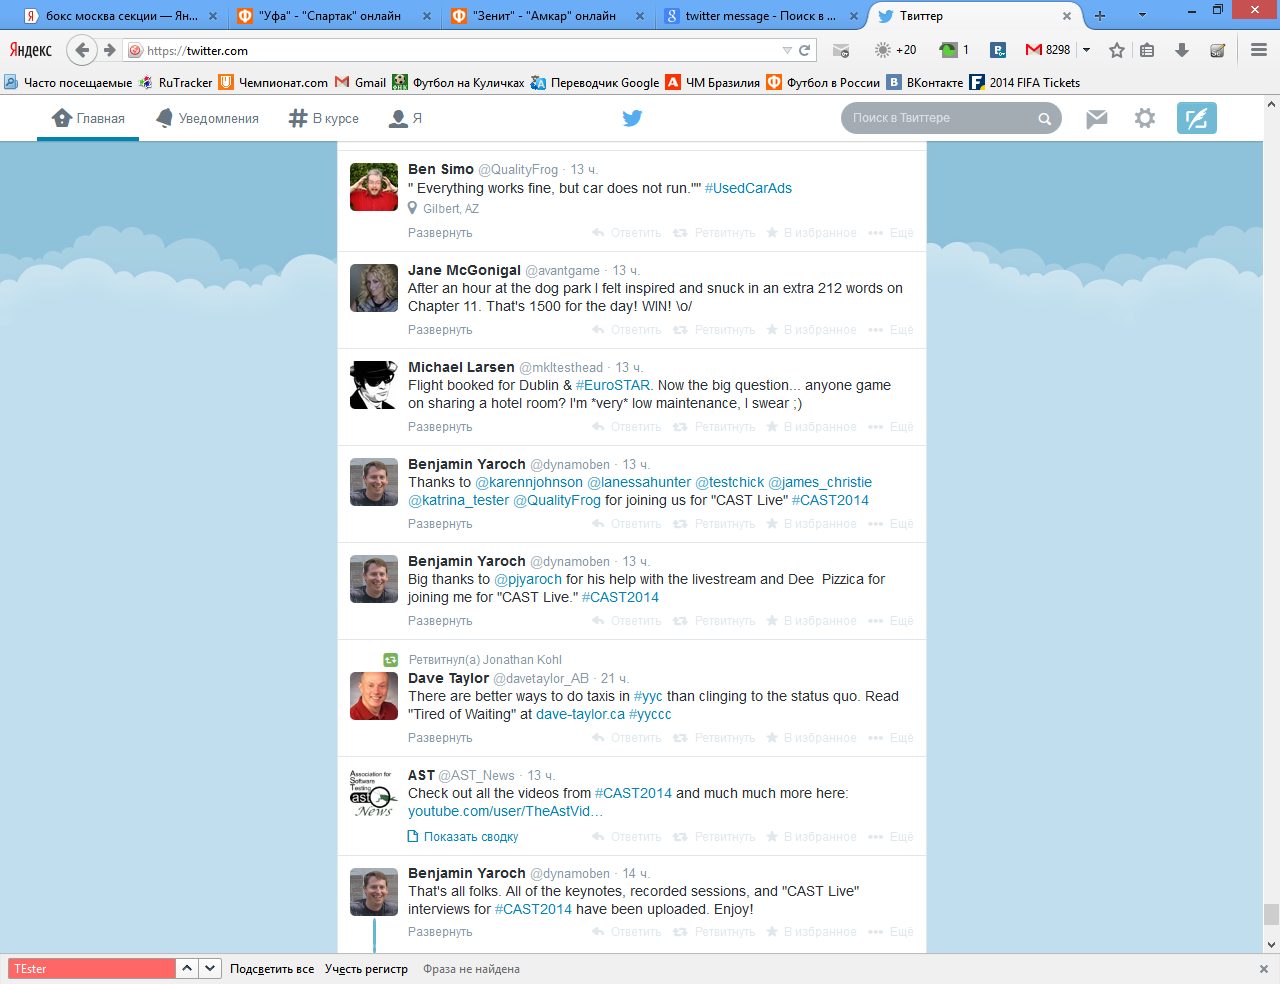 бокс москва секции — Ян...
"Уфа" - "Спартак" онлайн
"Зенит" - "Амкар" онлайн
twitter message - Поиск в ...
Твиттер
Яндекс
https://twitter.com
+20
1
8298
Часто посещаемые
RuTracker
Чемпионат.com
Gmail
Футбол на Куличках
Переводчик Google
ЧМ Бразилия
Футбол в России
ВКонтакте
2014 FIFA Tickets
Главная
Уведомления
В курсе
Я
Поиск в Твиттере
Ben Simo @QualityFrog · 13 ч.
" Everything works fine, but car does not run."" #UsedCarAds
Gilbert, AZ
Развернуть Ответить Ретвитнуть В избранное Ещё
Jane McGonigal @avantgame · 13 ч.
After an hour at the dog park I felt inspired and snuck in an extra 212 words on
Chapter 11. That's 1500 for the day! WIN! \o/
Развернуть Ответить Ретвитнуть В избранное Ещё
Michael Larsen @mkltesthead · 13 ч.
Flight booked for Dublin & #EuroSTAR. Now the big question... anyone game
on sharing a hotel room? I'm *very* low maintenance, I swear ;)
Развернуть Ответить Ретвитнуть В избранное Ещё
Benjamin Yaroch @dynamoben · 13 ч.
Thanks to @karennjohnson @lanessahunter @testchick @james_christie
@katrina_tester @QualityFrog for joining us for "CAST Live" #CAST2014
Развернуть Ответить Ретвитнуть В избранное Ещё
Benjamin Yaroch @dynamoben · 13 ч.
Big thanks to @pjyaroch for his help with the livestream and Dee  Pizzica for
joining me for "CAST Live." #CAST2014
Развернуть Ответить Ретвитнуть В избранное Ещё
Ретвитнул(а) Jonathan Kohl
Dave Taylor @davetaylor_AB · 21 ч.
There are better ways to do taxis in #yyc than clinging to the status quo. Read
"Tired of Waiting" at dave-taylor.ca #yyccc
Развернуть Ответить Ретвитнуть В избранное Ещё
Association for
Software
Testing
ast
News
AST @AST_News · 13 ч.
Check out all the videos from #CAST2014 and much much more here:
youtube.com/user/TheAstVid…
Показать сводку Ответить Ретвитнуть В избранное Ещё
Benjamin Yaroch @dynamoben · 14 ч.
That's all folks. All of the keynotes, recorded sessions, and "CAST Live"
interviews for #CAST2014 have been uploaded. Enjoy!
Развернуть Ответить Ретвитнуть В избранное Ещё
TEster
Подсветить все
Учесть регистр
Фраза не найдена